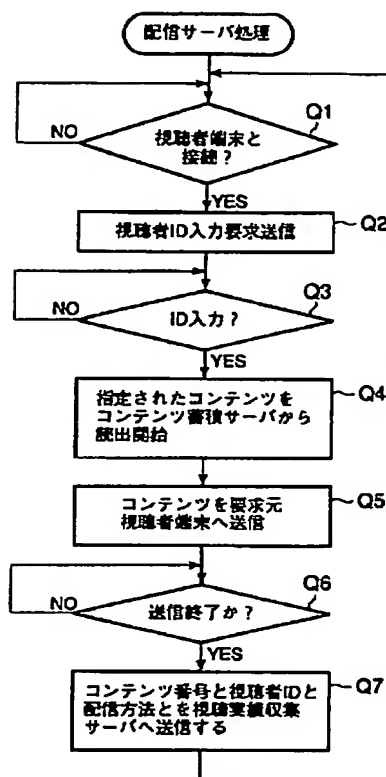 配信サーバ処理
Q1
視聴者端末と
接続？
NO
YES
視聴者ID入力要求送信
Q2
Q3
ID入力？
NO
YES
指定されたコンテンツを
コンテンツ蓄積サーバから
読出開始
Q4
コンテンツを要求元
視聴者端末へ送信
Q5
Q6
送信終了か？
NO
YES
コンテンツ番号と視聴者IDと
配信方法とを視聴実績収集
サーバへ送信する
Q7